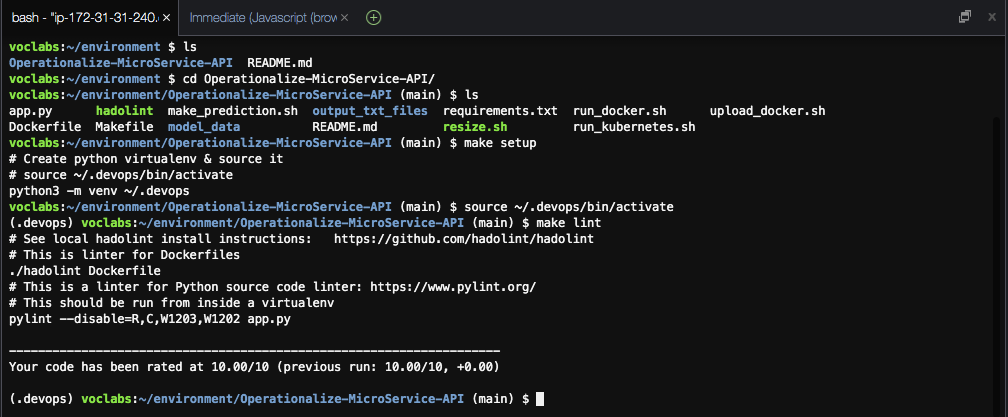 bash - "ip-172-31-31-240. Immediate (Javascript (brow
voclabs:~/environment $ ls
Operationalize-MicroService-API README.md
voclabs:~/environment $ cd Operationalize-MicroService-API/
voclabs:~/environment/Operationalize-MicroService-API (main) $ ls
app.py hadolint make_prediction.sh output_txt_files requirements.txt run_docker.sh upload_docker.sh
Dockerfile Makefile model_data README.md resize.sh run_kubernetes.sh
voclabs:~/environment/Operationalize-MicroService-API (main) $ make setup
# Create python virtualenv & source it
# source ~/.devops/bin/activate
python3 -m venv ~/.devops
voclabs:~/environment/Operationalize-MicroService-API (main) $ source ~/.devops/bin/activate
(.devops) voclabs:~/environment/Operationalize-MicroService-API (main) $ make lint
# See local hadolint install instructions: https://github.com/hadolint/hadolint
# This is linter for Dockerfiles
./hadolint Dockerfile
# This is a linter for Python source code linter: https://www.pylint.org/
# This should be run from inside a virtualenv
pylint --disable=R,C,W1203,W1202 app.py
--------------------------------------------------------------------
Your code has been rated at 10.00/10 (previous run: 10.00/10, +0.00)
(.devops) voclabs:~/environment/Operationalize-MicroService-API (main) $